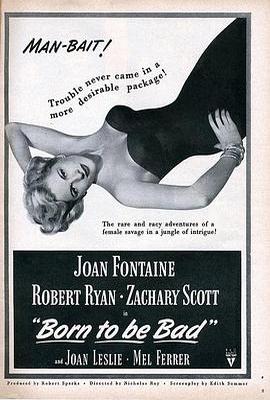 MAN-BAIT!
Trouble never came in a
more desirable package!
The rare and racy adventures of a
female savage in a jungle of intrigue!
JOAN FONTAINE
ROBERT RYAN · ZACHARY SCOTT
in
"Born to be Bad"
and JOAN LESLIE · MEL FERRER
Produced by Robert Sparks · Directed by Nicholas Ray · Screenplay by Edith Sommer